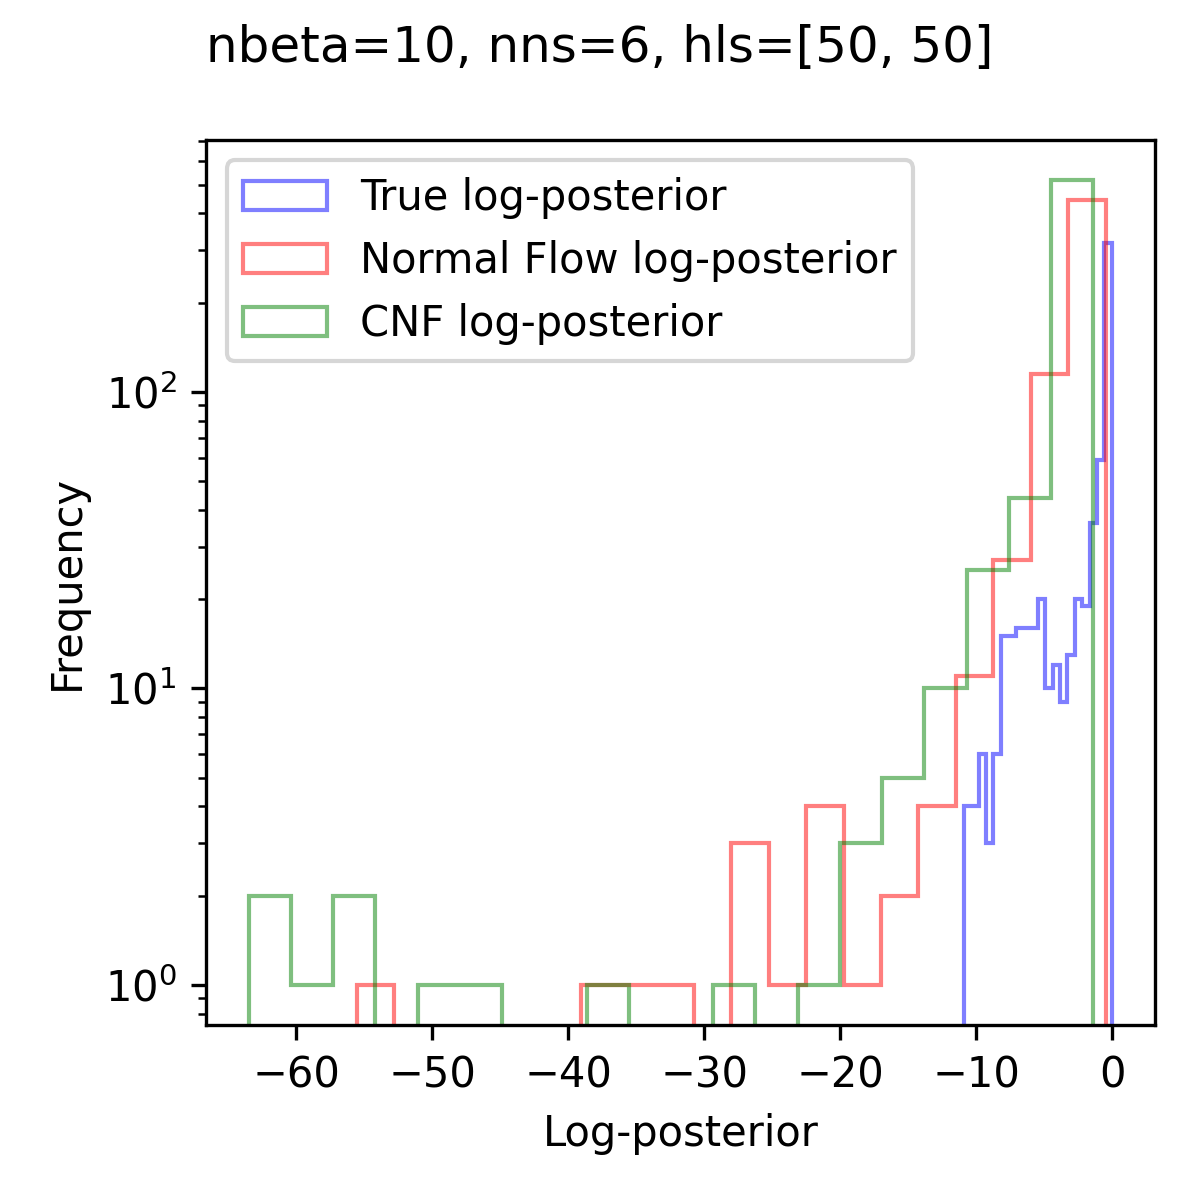 nbeta=10, nns=6, hls=[50, 50]
True log-posterior
Normal Flow log-posterior
CNF log-posterior
10²
10¹
10⁰
Frequency
−60 −50 −40 −30 −20 −10 0
Log-posterior